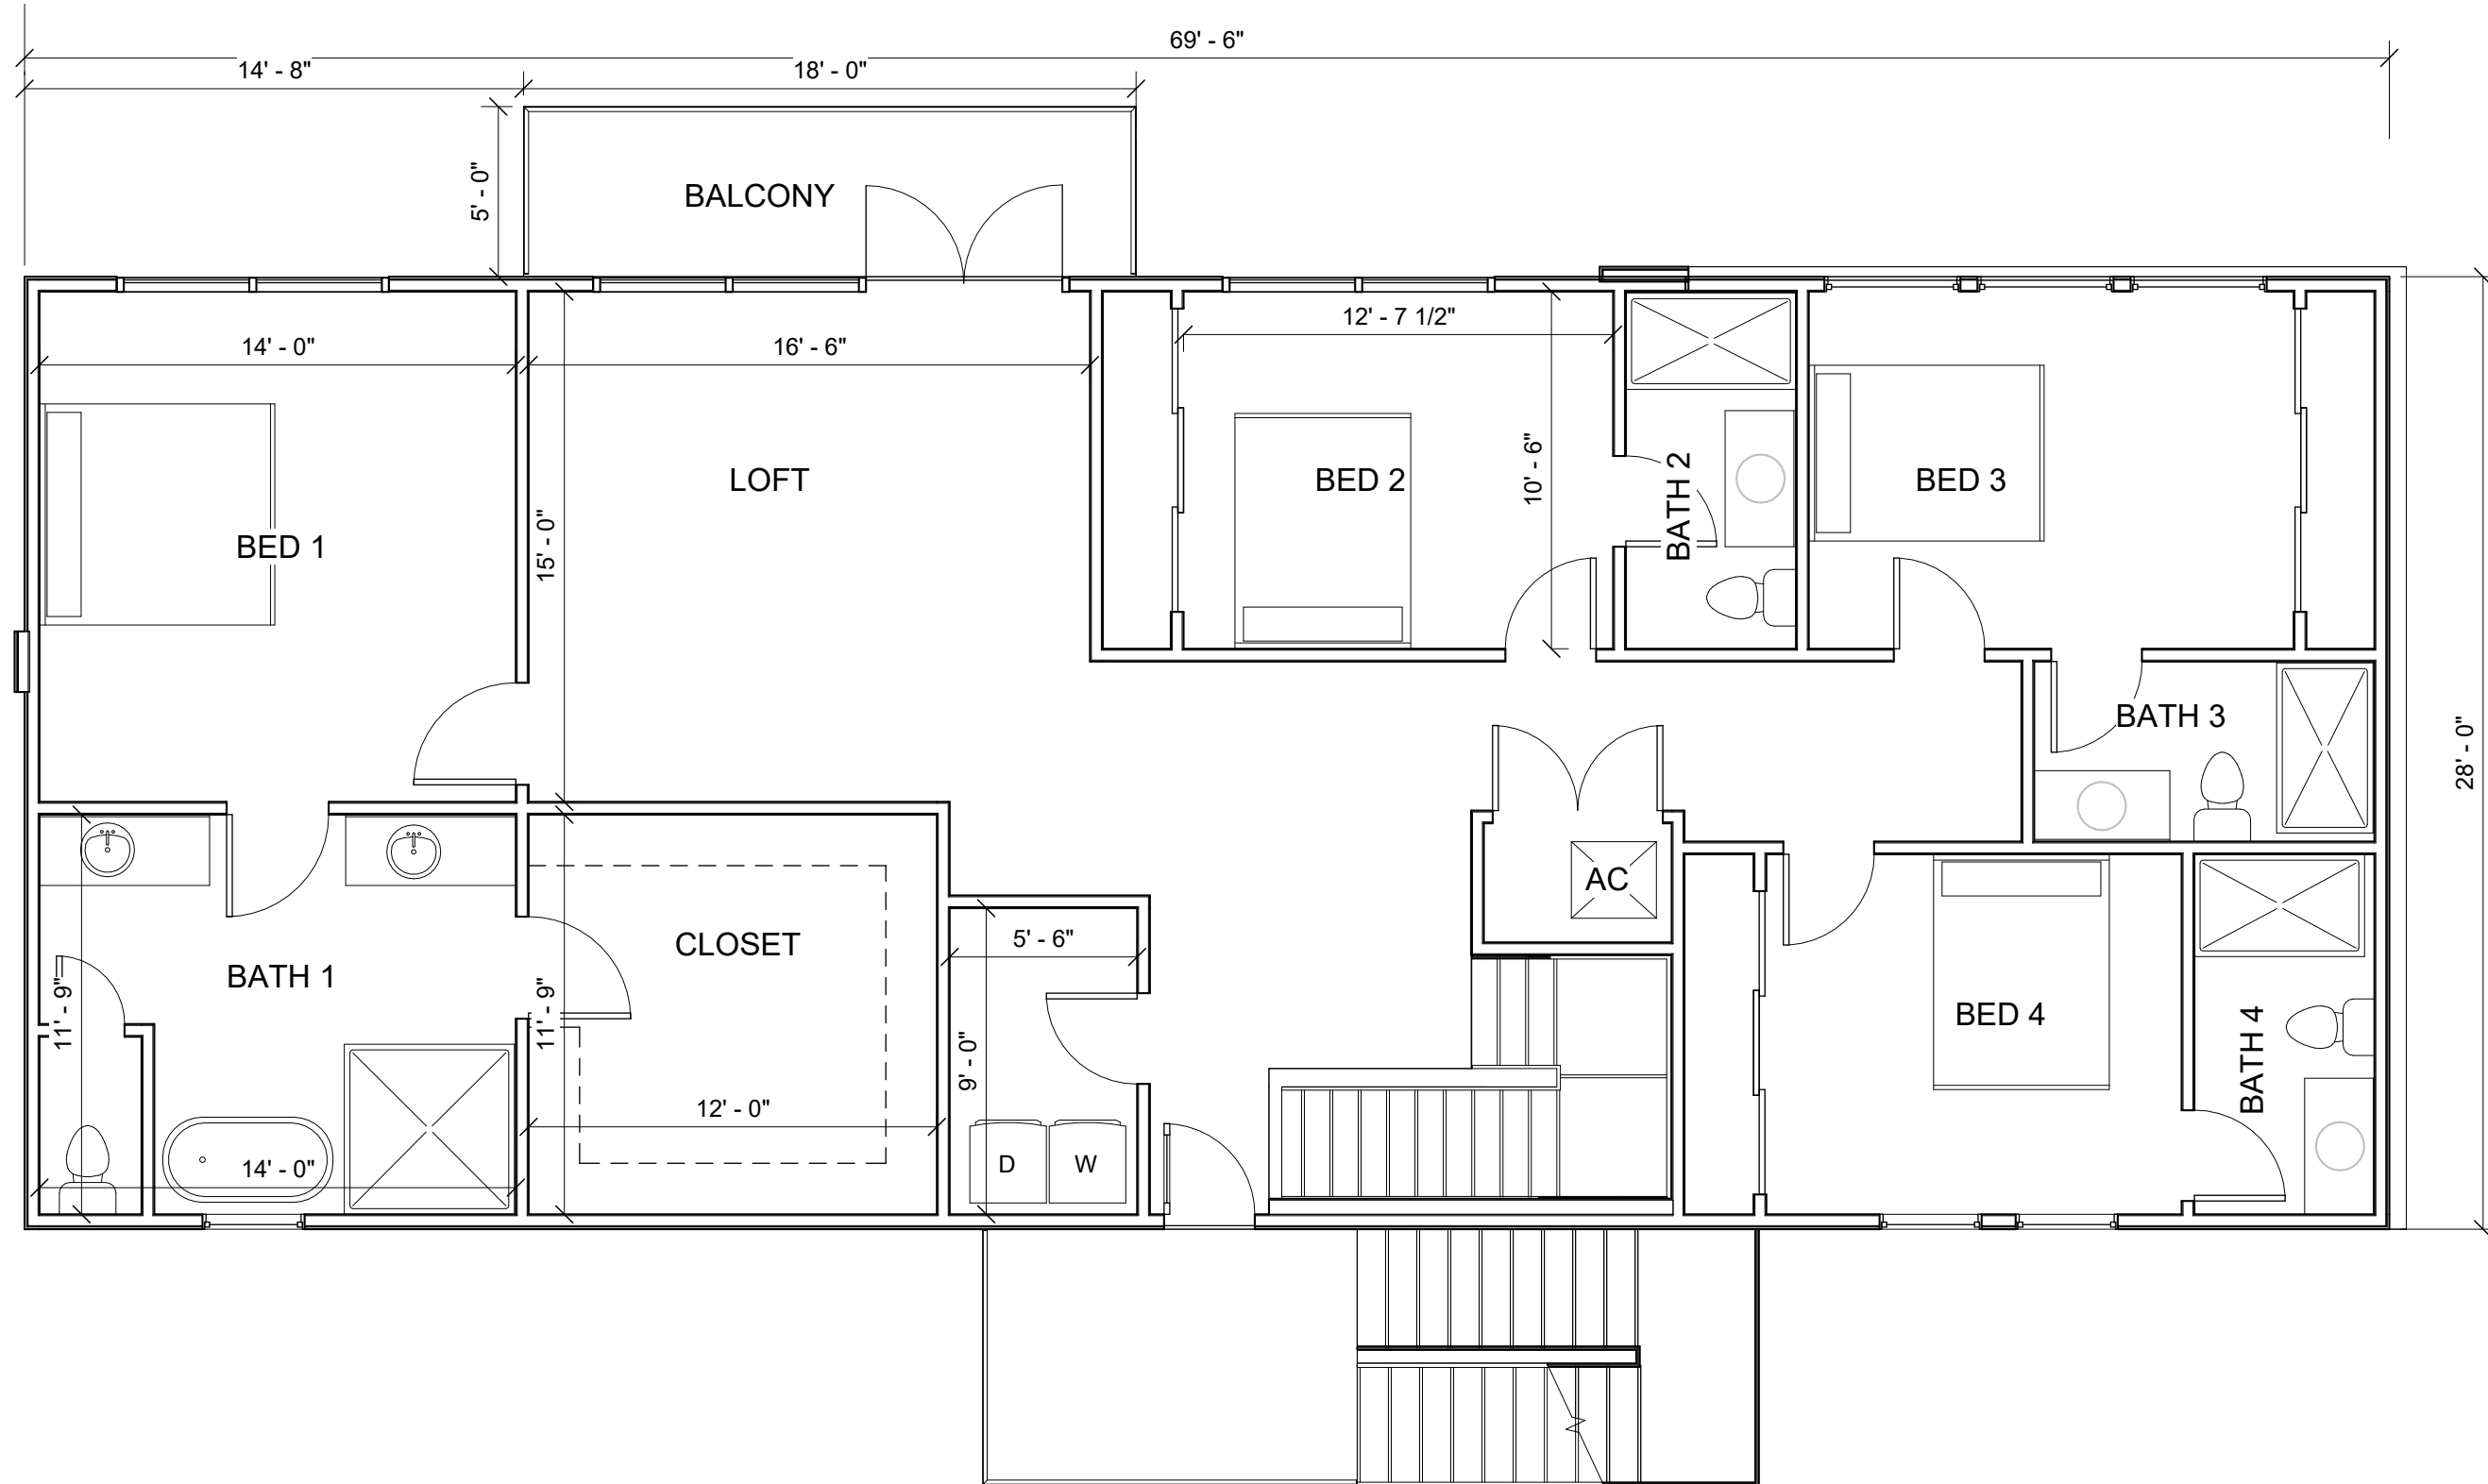 69' - 6"
14' - 8"
18' - 0"
5' - 0"
BALCONY
12' - 7 1/2"
14' - 0"
16' - 6"
10' - 6"
LOFT
BED 2
BATH 2
BED 3
BED 1
15' - 0"
BATH 3
28' - 0"
AC
CLOSET
5' - 6"
BATH 1
11' - 9"
11' - 9"
9' - 0"
BED 4
BATH 4
12' - 0"
14' - 0"
D
W